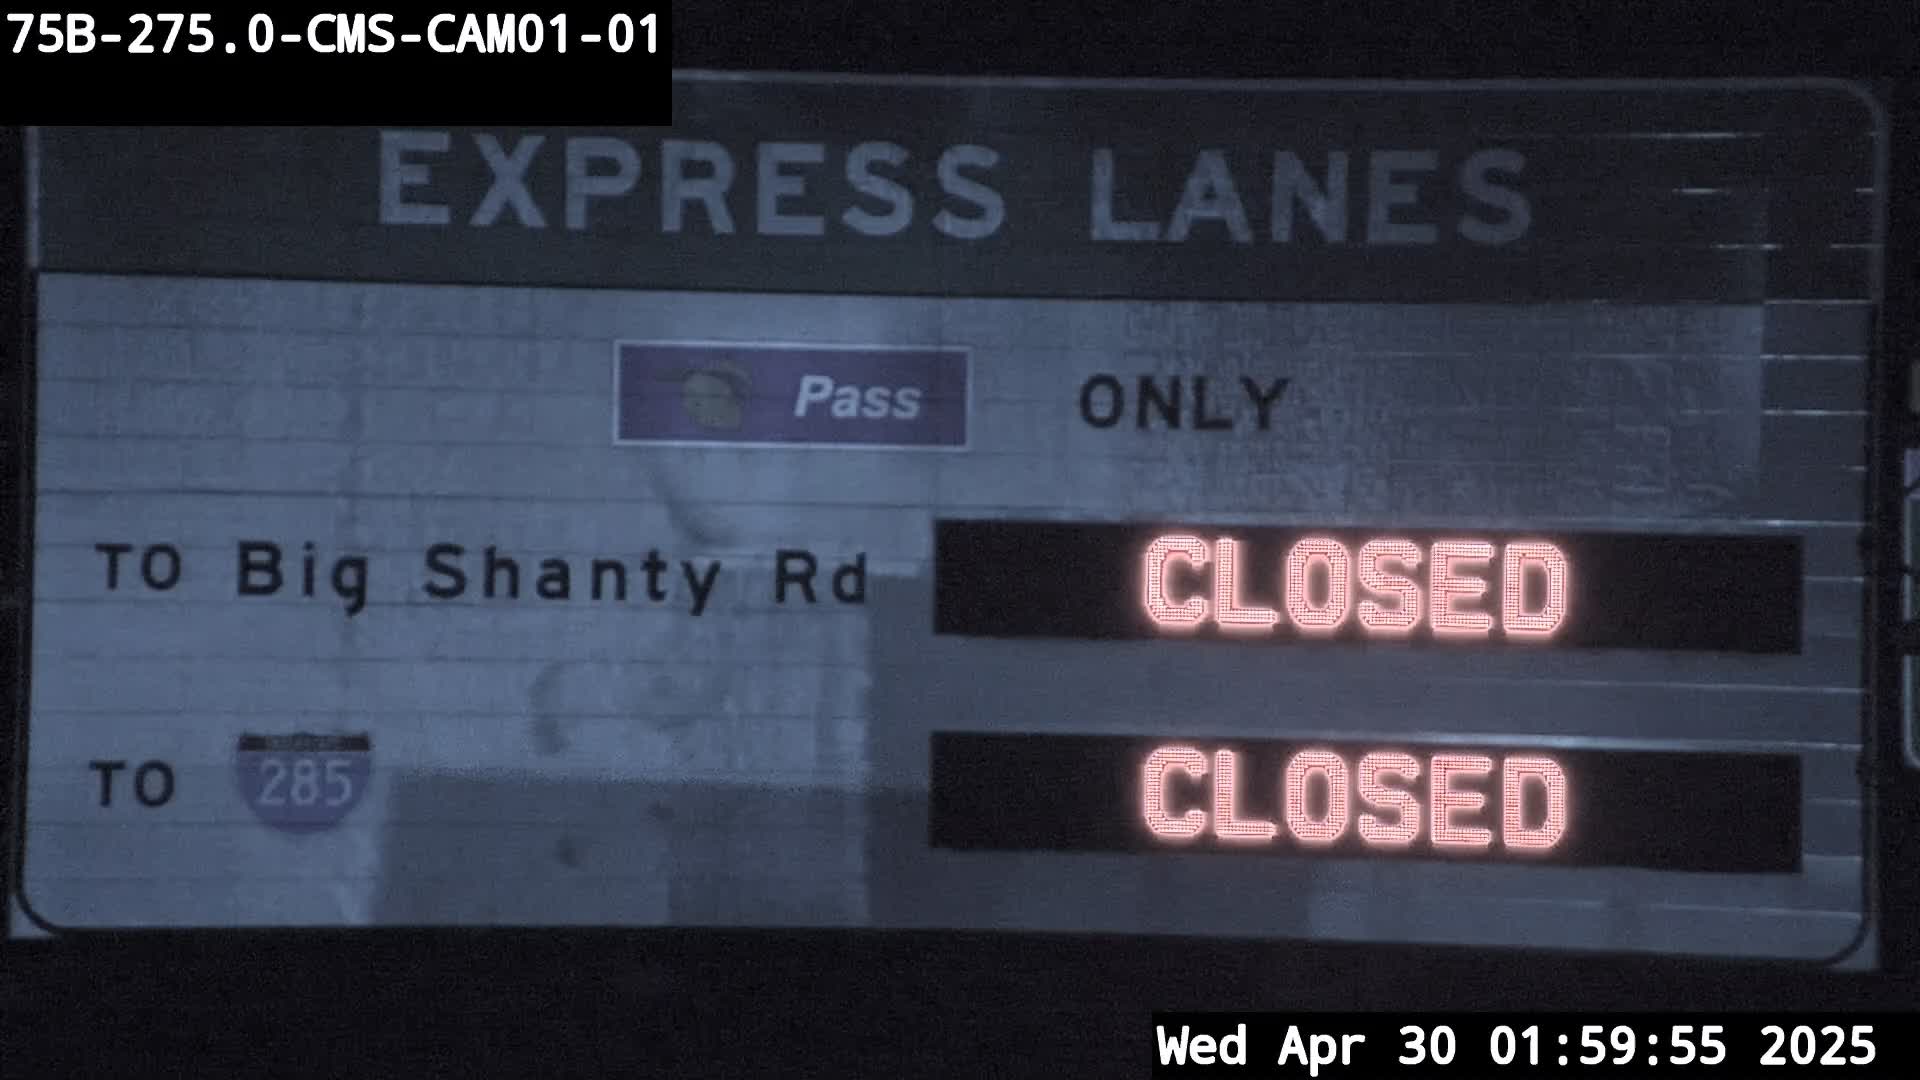 75B-275.0-CMS-CAM01-01
EXPRESS LANES
Pass ONLY
TO Big Shanty Rd CLOSED
TO 285 CLOSED
Wed Apr 30 01:59:55 2025